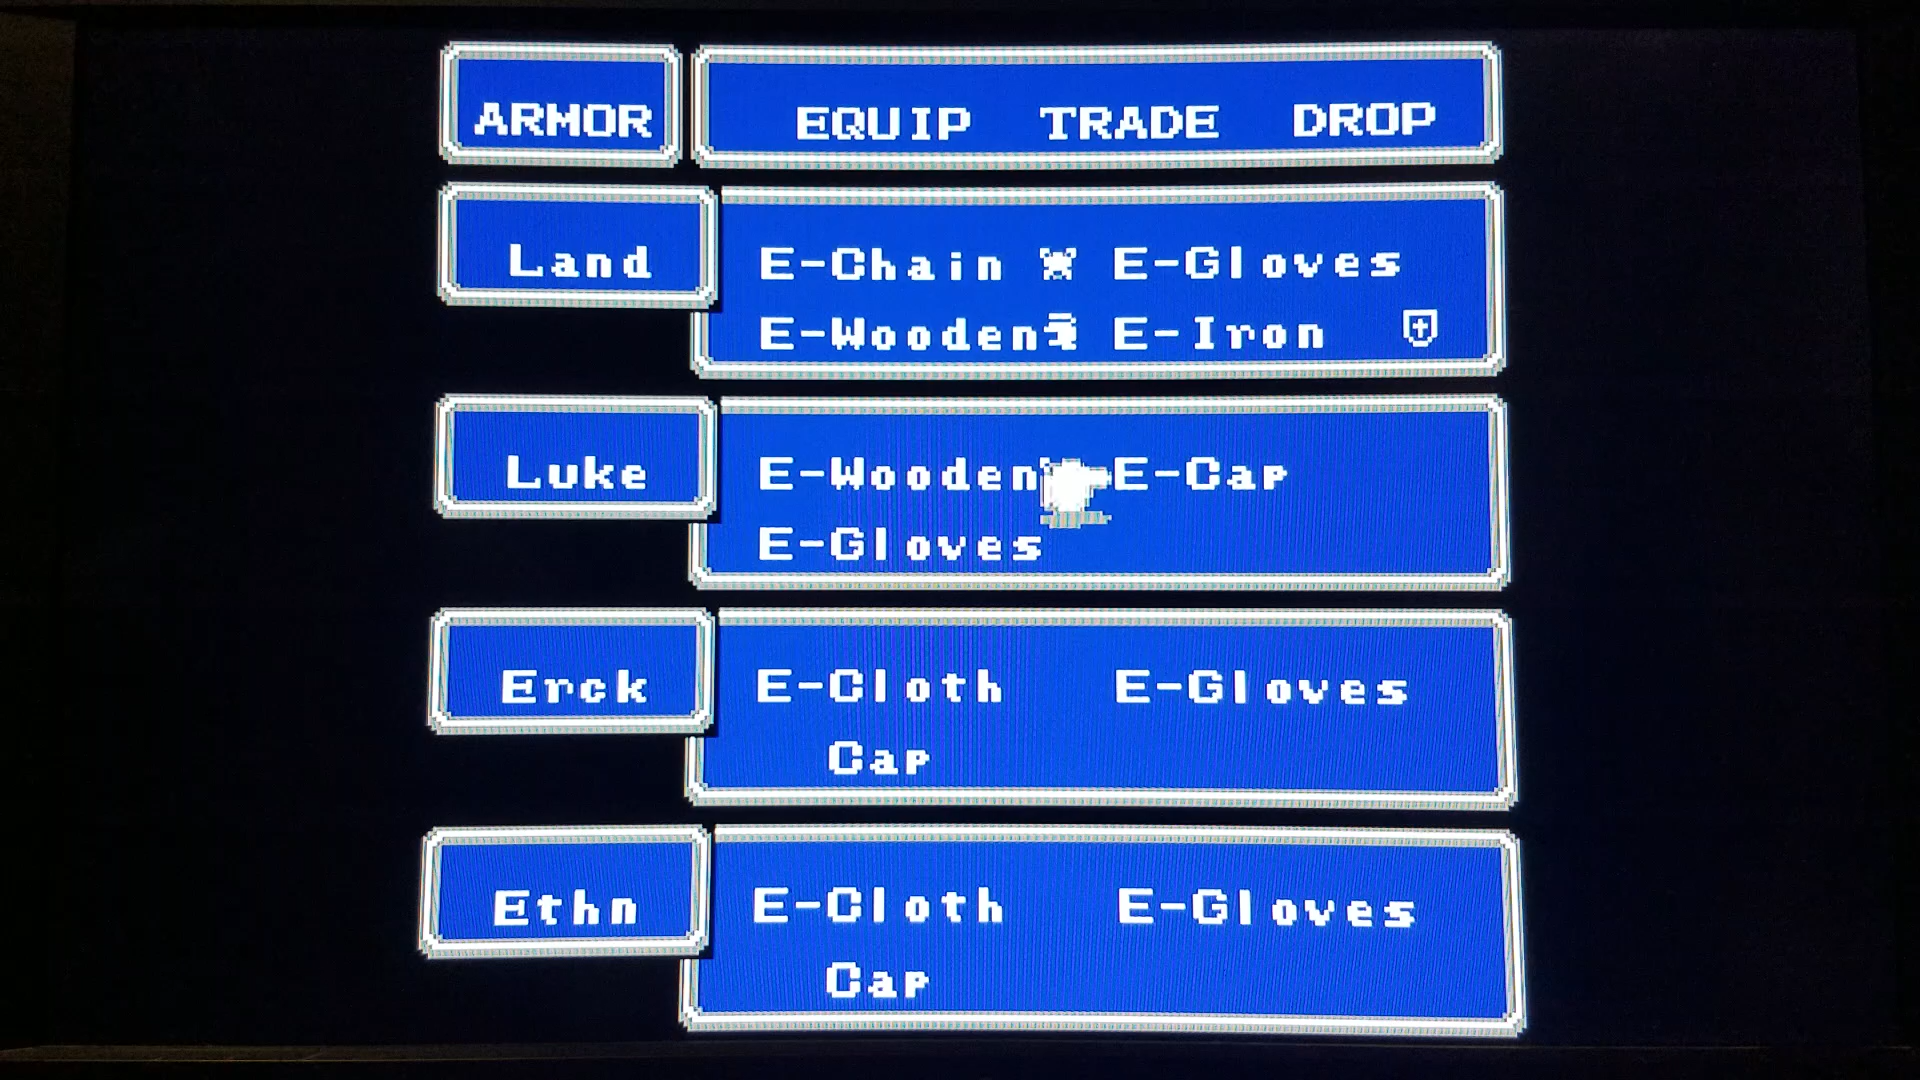 ARMOR EQUIP TRADE DROP
Land E-Chain E-Gloves
E-Wooden E-Iron
Luke E-Wooden E-Cap
E-Gloves
Erck E-Cloth E-Gloves
Cap
Ethn E-Cloth E-Gloves
Cap